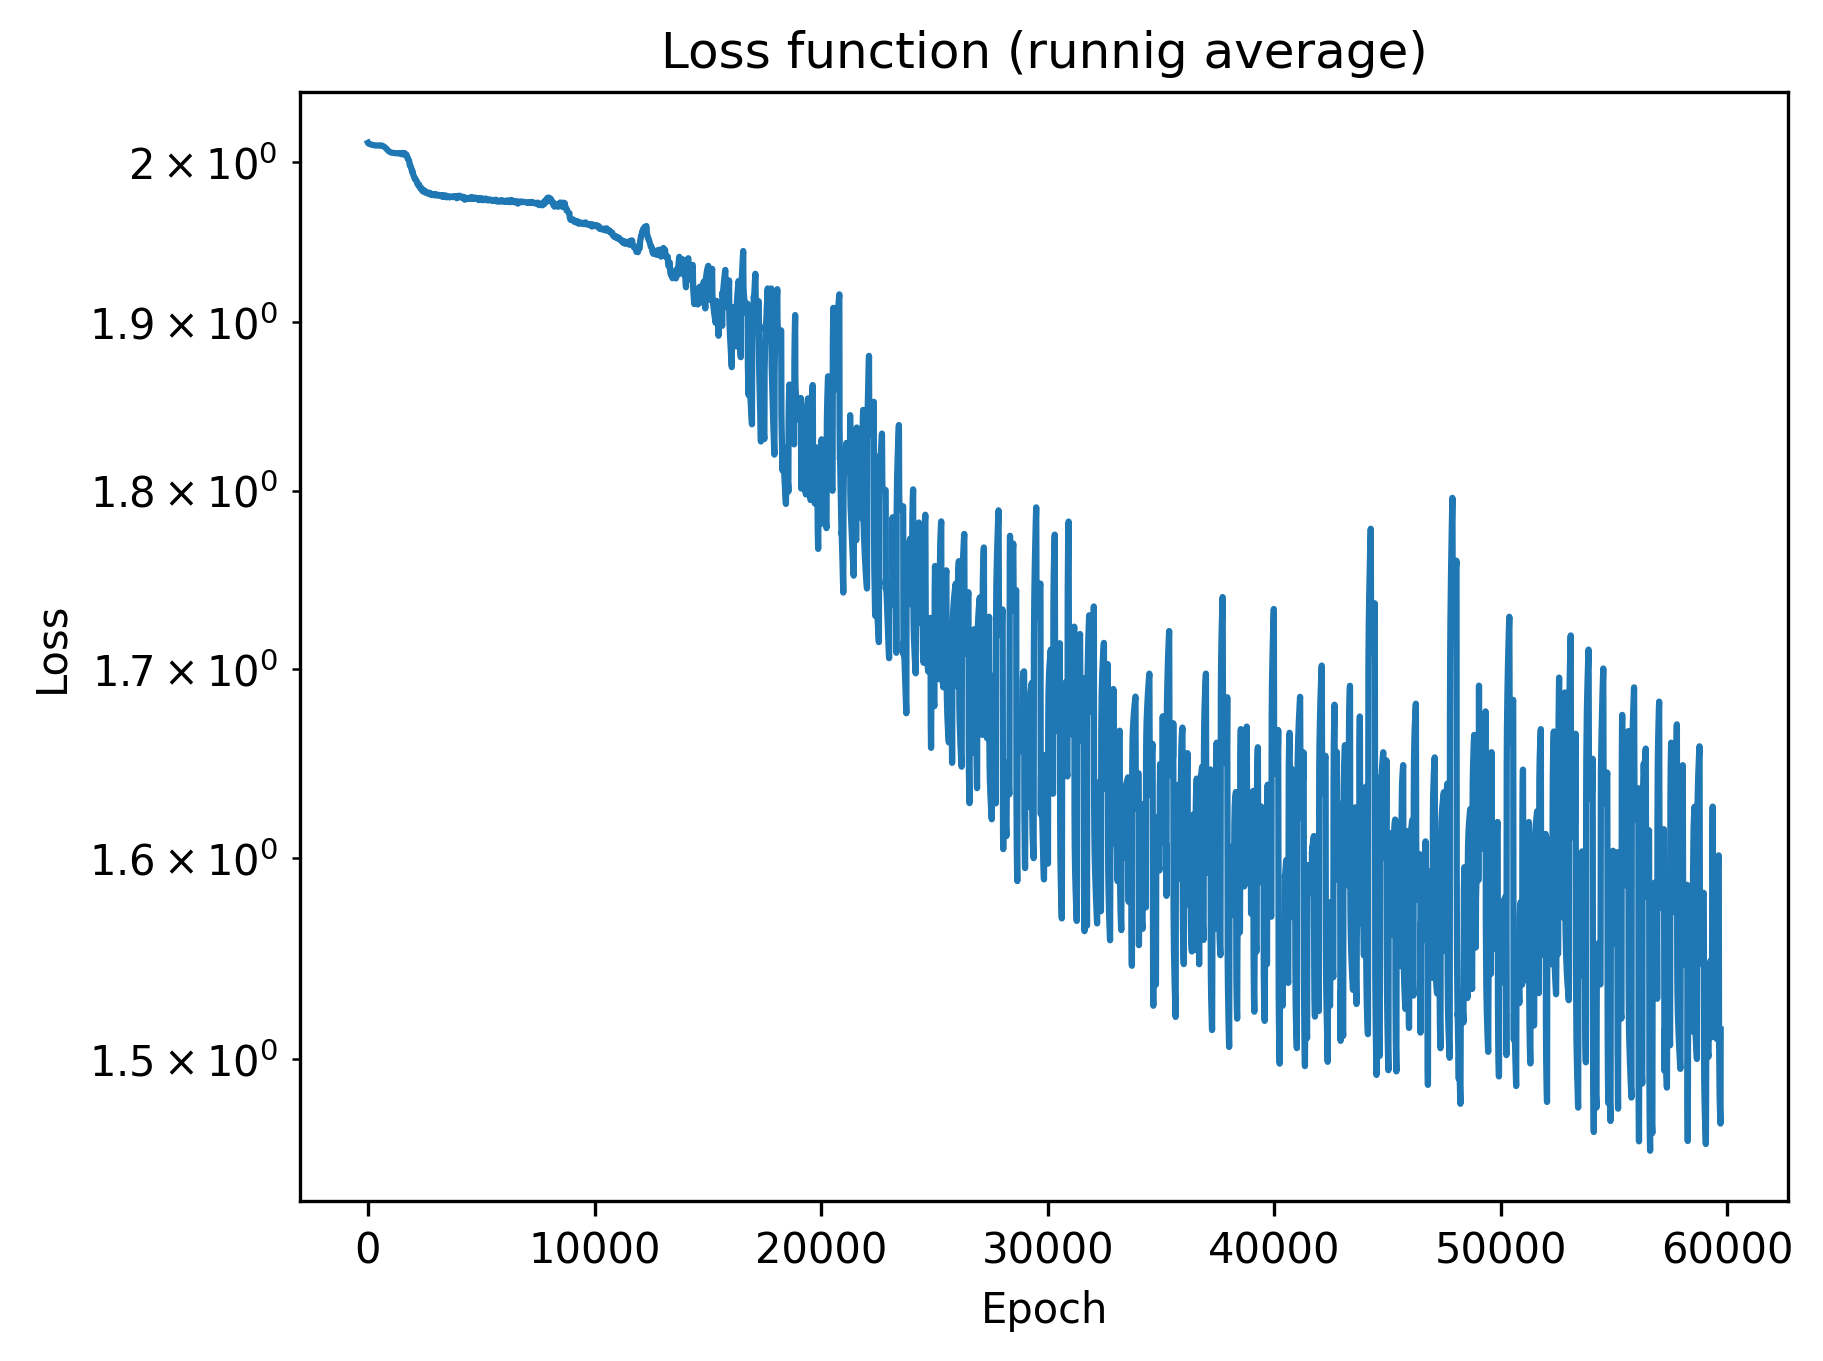 Loss function (runnig average)
2 × 10⁰
1.9 × 10⁰
1.8 × 10⁰
1.7 × 10⁰
1.6 × 10⁰
1.5 × 10⁰
Loss
0 10000 20000 30000 40000 50000 60000
Epoch